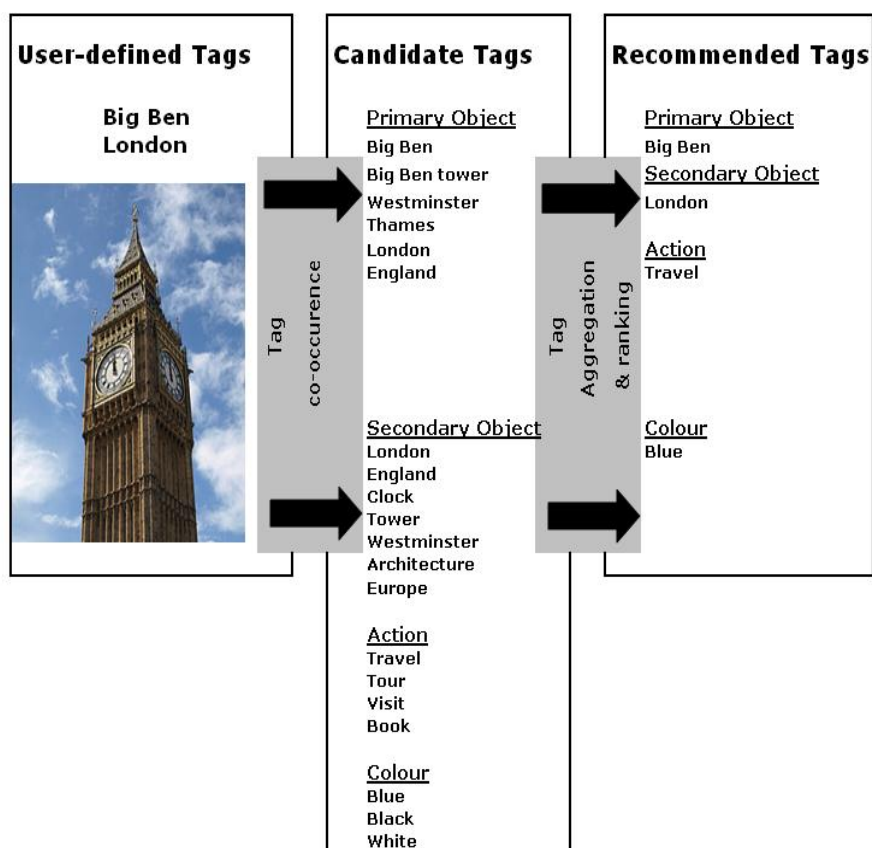 User-defined Tags
Big Ben
London
Tag
co-occurence
Candidate Tags
Primary Object
Big Ben
Big Ben tower
Westminster
Thames
London
England
Secondary Object
London
England
Clock
Tower
Westminster
Architecture
Europe
Action
Travel
Tour
Visit
Book
Colour
Blue
Black
White
Tag
Aggregation
& ranking
Recommended Tags
Primary Object
Big Ben
Secondary Object
London
Action
Travel
Colour
Blue